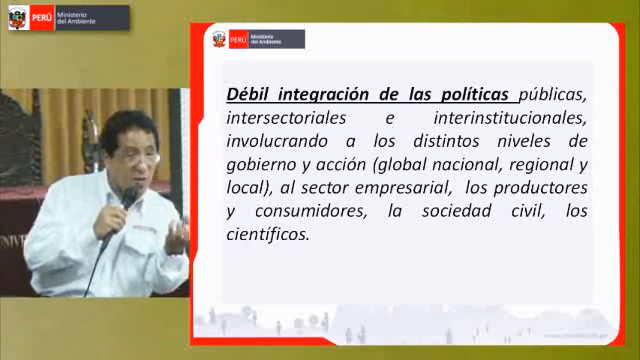 PERÚ
Ministerio
del Ambiente
PERÚ
Ministerio
del Ambiente
Débil integración de las políticas públicas,
intersectoriales e interinstitucionales,
involucrando a los distintos niveles de
gobierno y acción (global nacional, regional y
local), al sector empresarial, los productores
y consumidores, la sociedad civil, los
científicos.